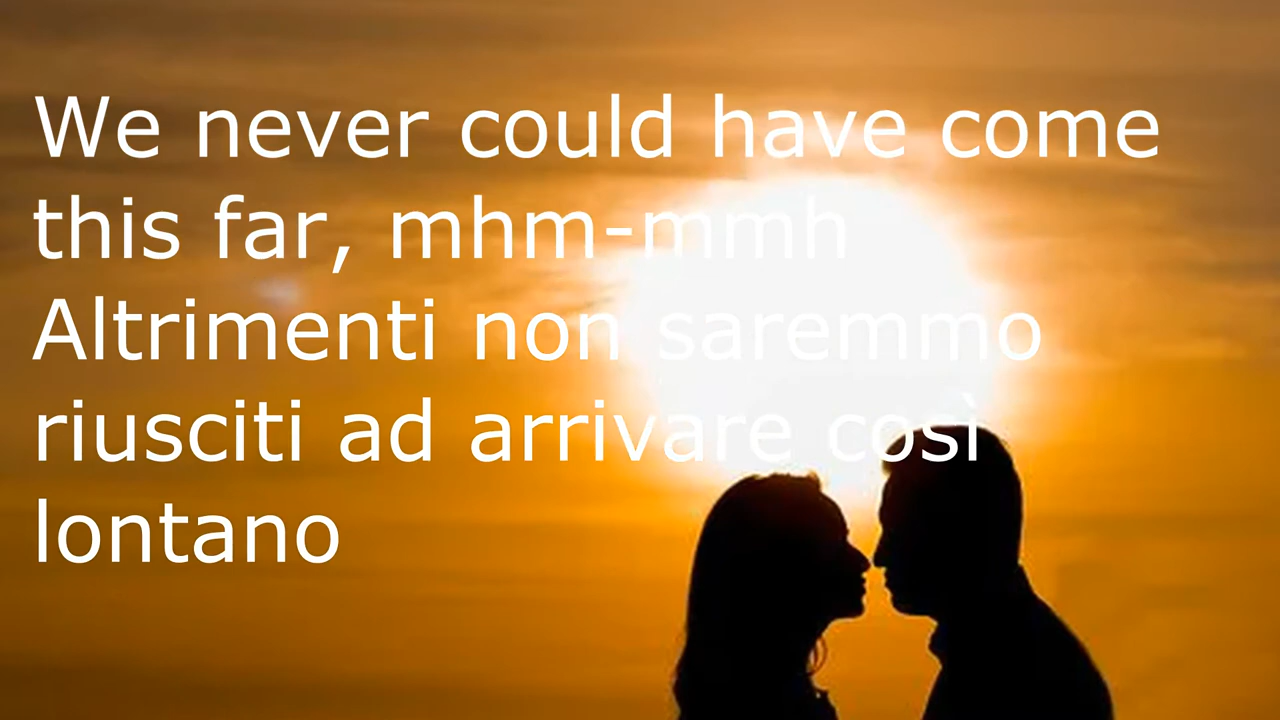 We never could have come
this far, mhm-mmh
Altrimenti non saremmo
riusciti ad arrivare così
lontano